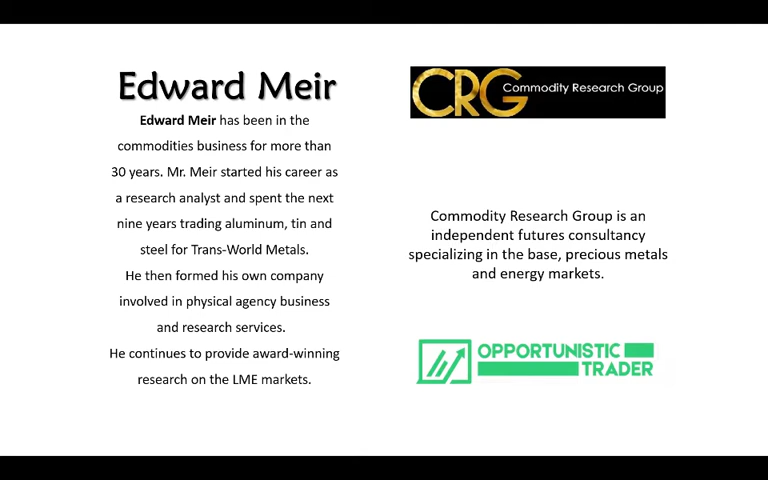 Edward Meir
Edward Meir has been in the
commodities business for more than
30 years. Mr. Meir started his career as
a research analyst and spent the next
nine years trading aluminum, tin and
steel for Trans-World Metals.
He then formed his own company
involved in physical agency business
and research services.
He continues to provide award-winning
research on the LME markets.
CRG Commodity Research Group
Commodity Research Group is an
independent futures consultancy
specializing in the base, precious metals
and energy markets.
OPPORTUNISTIC
TRADER